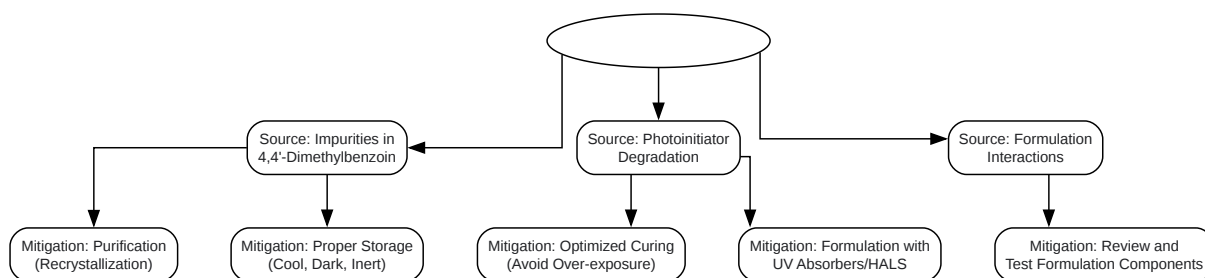 Source: Impurities in
4,4'-Dimethylbenzoin
Source: Photoinitiator
Degradation
Source: Formulation
Interactions
Mitigation: Purification
(Recrystallization)
Mitigation: Proper Storage
(Cool, Dark, Inert)
Mitigation: Optimized Curing
(Avoid Over-exposure)
Mitigation: Formulation with
UV Absorbers/HALS
Mitigation: Review and
Test Formulation Components